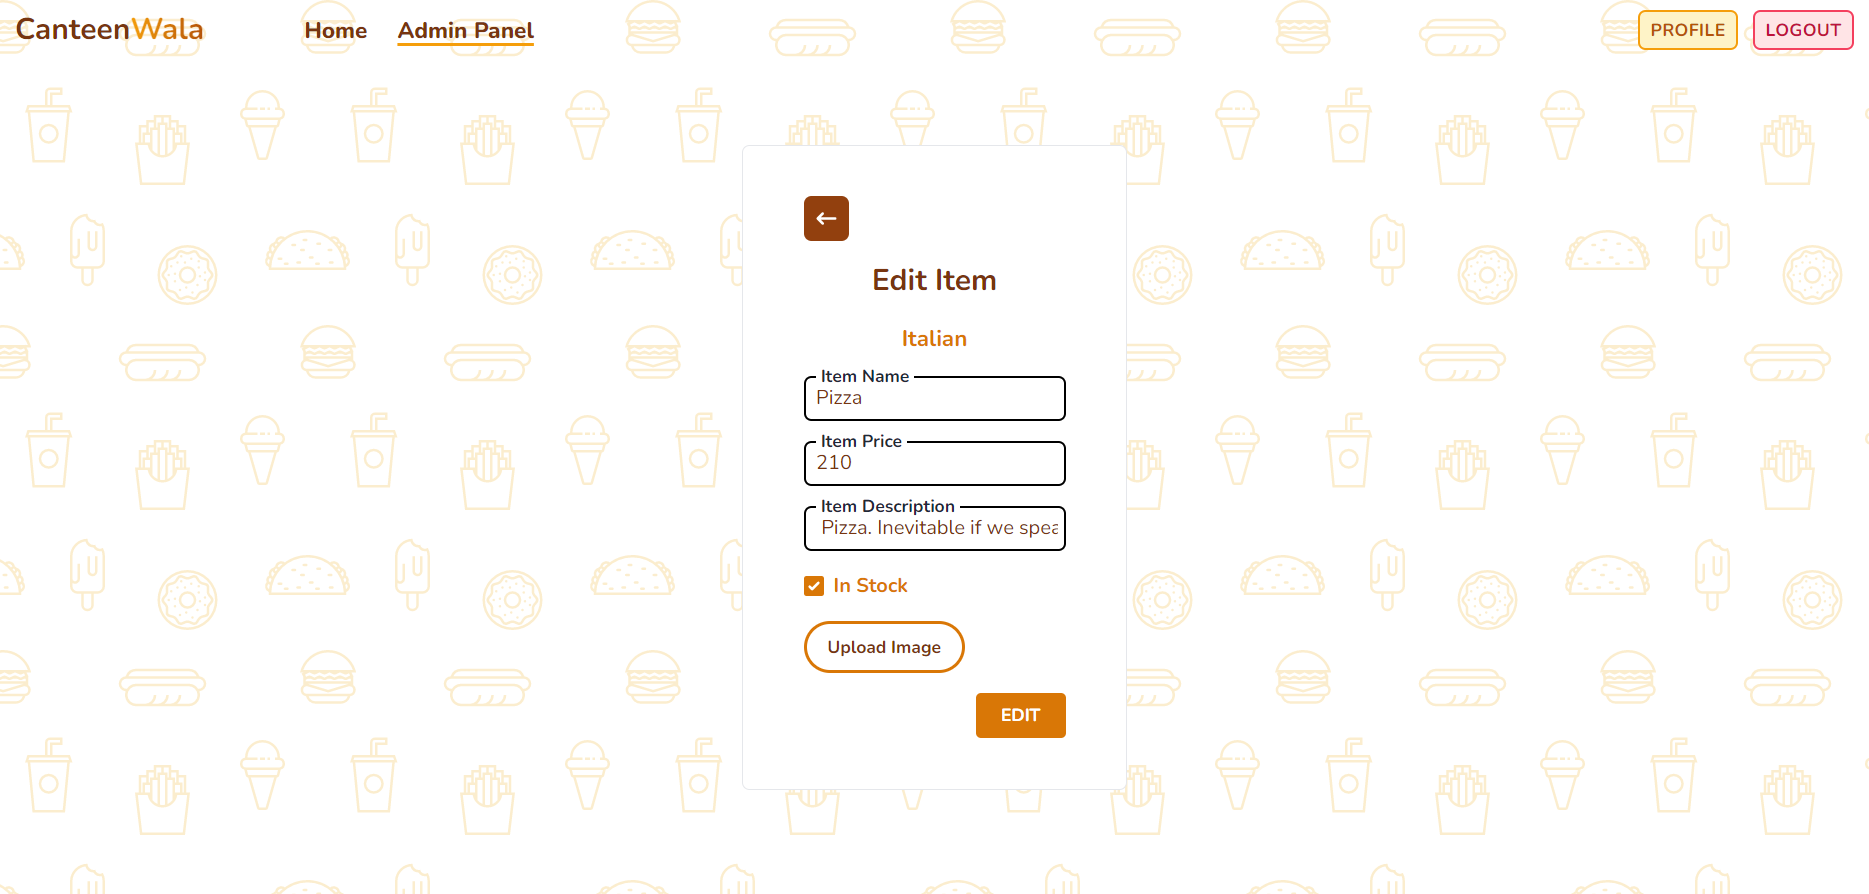 CanteenWala
Home
Admin Panel
PROFILE
LOGOUT
Edit Item
Italian
Item Name
Pizza
Item Price
210
Item Description
Pizza. Inevitable if we spea
In Stock
Upload Image
EDIT